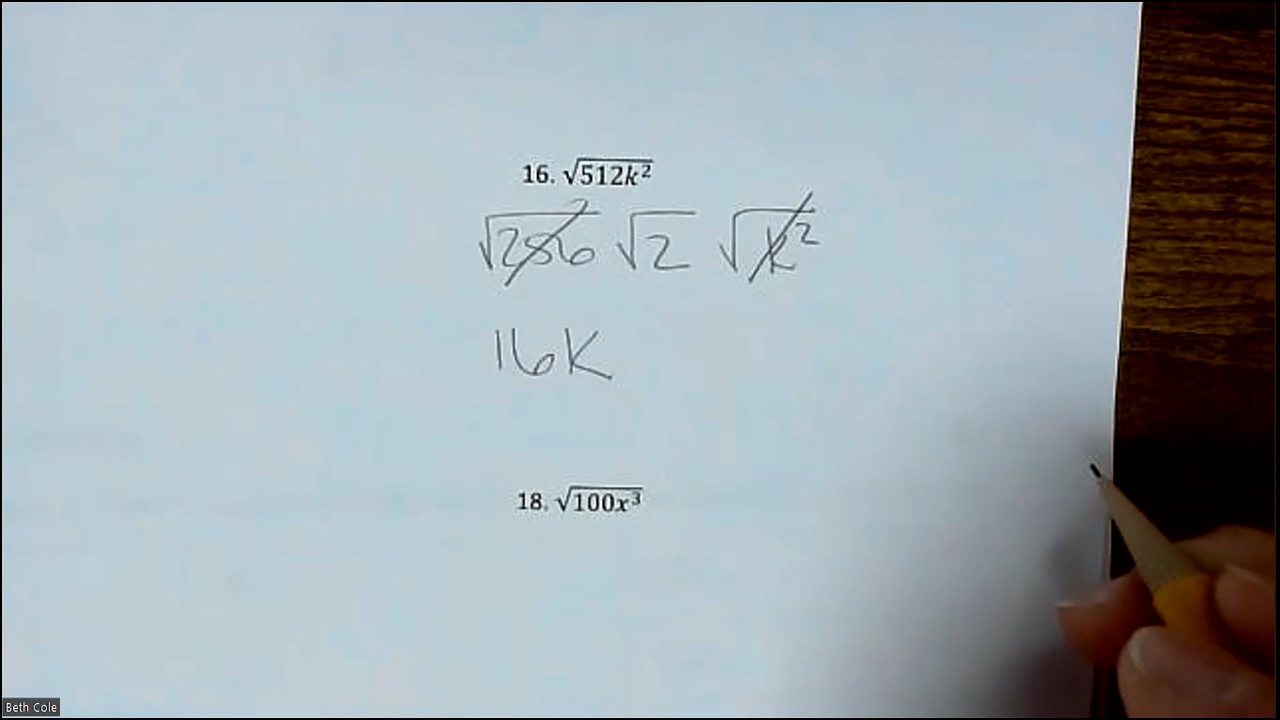 16. √512k²
√256 √2 √k²
16K
18. √100x³
Beth Cole